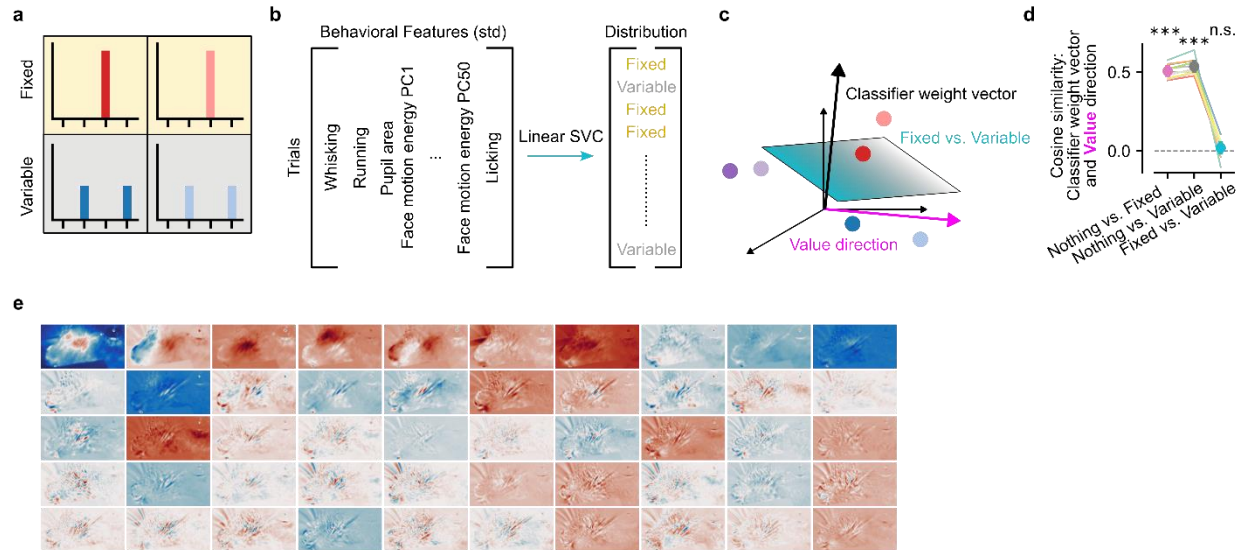 a
Fixed
Variable
b
Behavioral Features (std)
Trials
Whisking
Running
Pupil area
Face motion energy PC1
...
Face motion energy PC50
Licking
Linear SVC
Distribution
Fixed
Variable
Fixed
Fixed
Variable
c
Classifier weight vector
Fixed vs. Variable
Value direction
d
Cosine similarity:
Classifier weight vector
and Value direction
*** *** n.s.
0.5
0.0
Nothing vs. Fixed
Nothing vs. Variable
Fixed vs. Variable
e